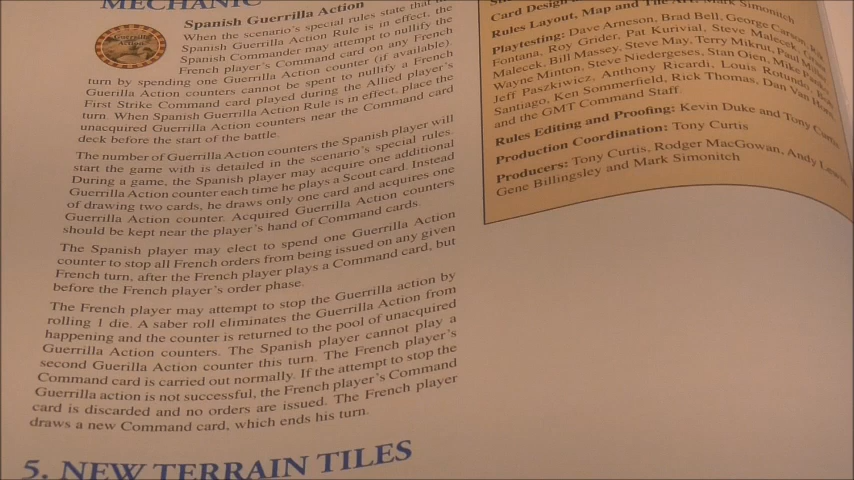 MECHANIC
Spanish Guerrilla Action
Guerrilla
Action
When the scenario's special rules state that
Spanish Guerrilla Action Rule is in effect, the
Spanish Commander may attempt to nullify the
French player's Command card on any French
turn by spending one Guerrilla Action counter (if available).
Guerilla Action counters cannot be spent to nullify a French
First Strike Command card played during the Allied player's
turn. When Spanish Guerrilla Action Rule is in effect, place the
unacquired Guerrilla Action counters near the Command card
deck before the start of the battle.
The number of Guerrilla Action counters the Spanish player will
start the game with is detailed in the scenario's special rules.
During a game, the Spanish player may acquire one additional
Guerrilla Action counter each time he plays a Scout card. Instead
of drawing two cards, he draws only one card and acquires one
Guerrilla Action counter. Acquired Guerrilla Action counters
should be kept near the player's hand of Command cards.
The Spanish player may elect to spend one Guerrilla Action
counter to stop all French orders from being issued on any given
French turn, after the French player plays a Command card, but
before the French player's order phase.
The French player may attempt to stop the Guerrilla action by
rolling 1 die. A saber roll eliminates the Guerrilla Action from
happening and the counter is returned to the pool of unacquired
Guerrilla Action counters. The Spanish player cannot play a
second Guerilla Action counter this turn. The French player's
Command card is carried out normally. If the attempt to stop the
Guerrilla action is not successful, the French player's Command
card is discarded and no orders are issued. The French player
draws a new Command card, which ends his turn.
5. NEW TERRAIN TILES
Card Design
Rules Layout, Map and Tile Art: Mark Simonitch
Playtesting: Dave Arneson, Brad Bell, George Carson, Rik
Fontana, Roy Grider, Pat Kurivial, Steve Malecek,
Malecek, Bill Massey, Steve May, Terry Mikrut, Paul
Wayne Minton, Steve Niedergeses, Stan Oien, Mike
Jeff Paszkiwicz, Anthony Ricardi, Louis Rotundo, Bob
Santiago, Ken Sommerfield, Rick Thomas, Dan Van
and the GMT Command Staff
Rules Editing and Proofing: Kevin Duke and Tony Curtis
Production Coordination: Tony Curtis
Producers: Tony Curtis, Rodger MacGowan, Andy Lewis
Gene Billingsley and Mark Simonitch